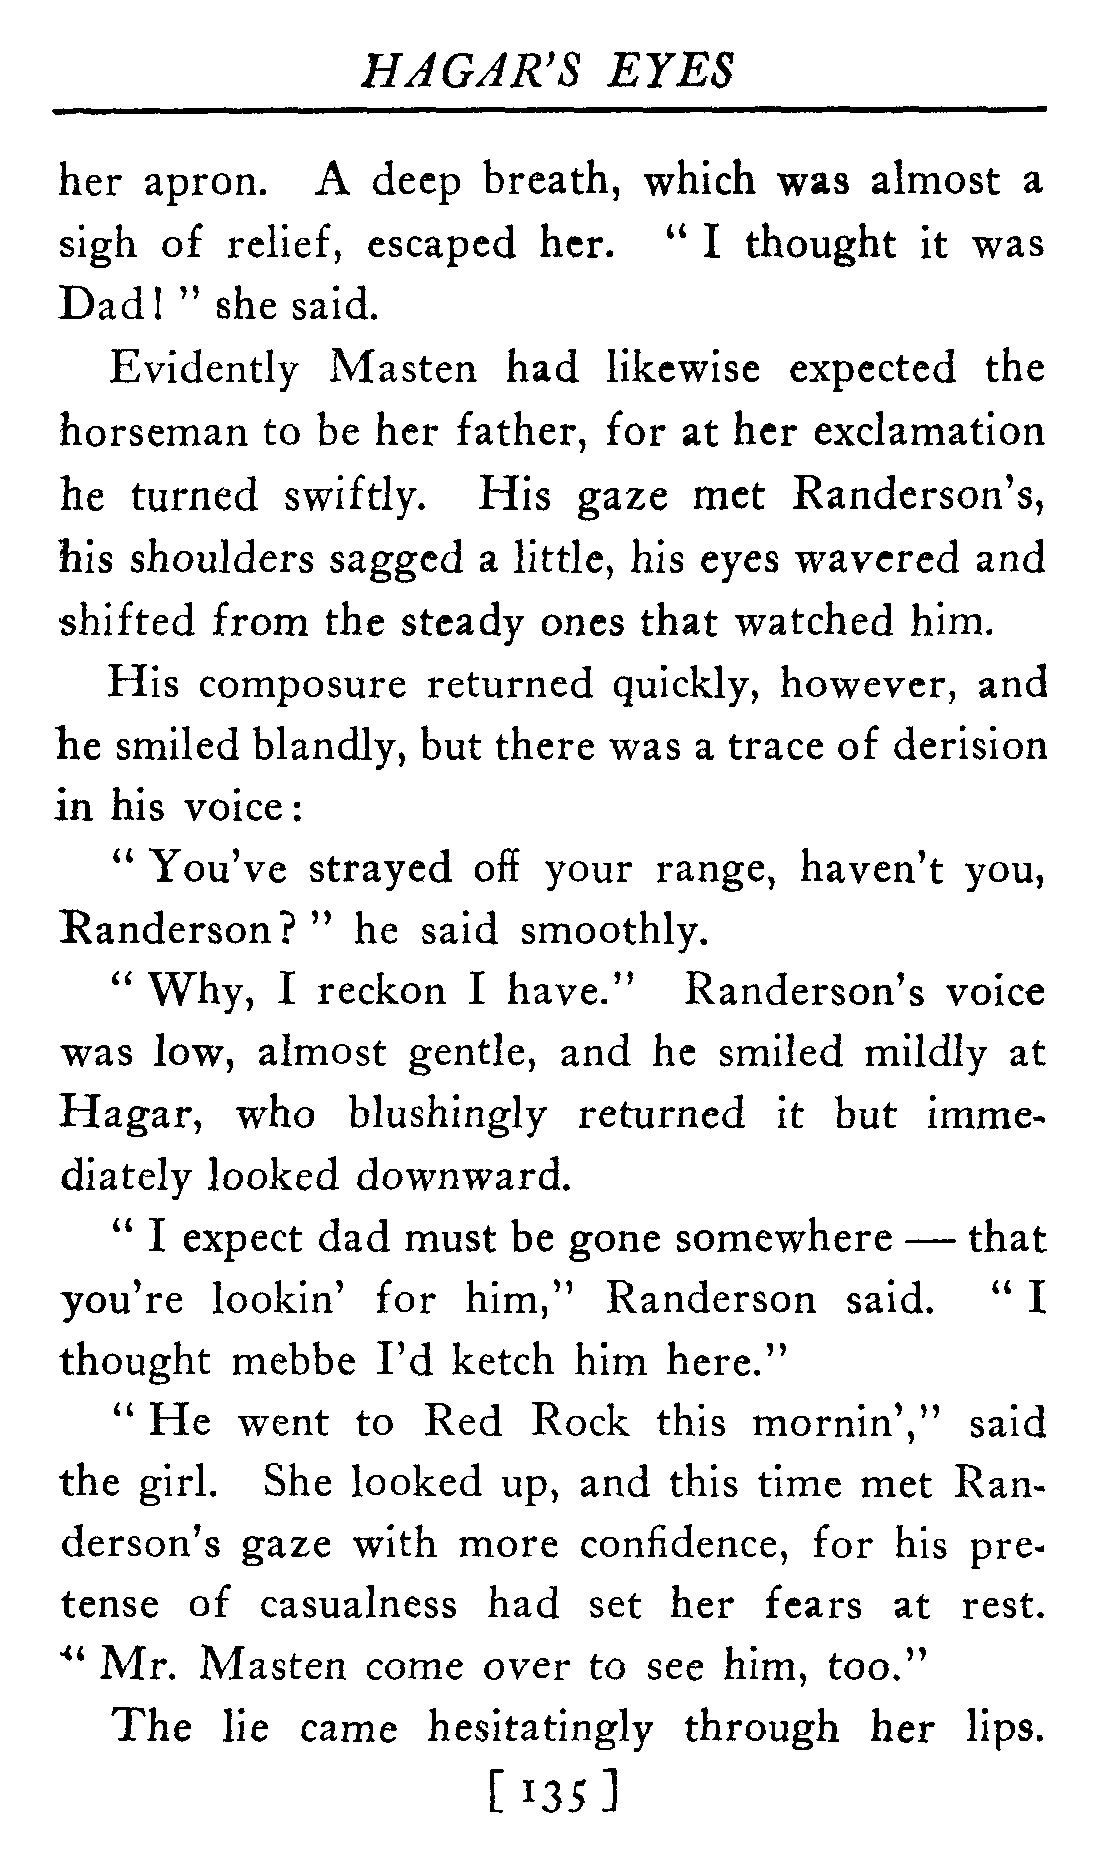 HAGAR'S EYES
her apron. A deep breath, which was almost a
sigh of relief, escaped her. " I thought it was
Dad! " she said.
Evidently Masten had likewise expected the
horseman to be her father, for at her exclamation
he turned swiftly. His gaze met Randerson's,
his shoulders sagged a little, his eyes wavered and
shifted from the steady ones that watched him.
His composure returned quickly, however, and
he smiled blandly, but there was a trace of derision
in his voice:
" You've strayed off your range, haven't you,
Randerson? " he said smoothly.
" Why, I reckon I have." Randerson's voice
was low, almost gentle, and he smiled mildly at
Hagar, who blushingly returned it but imme-
diately looked downward.
" I expect dad must be gone somewhere — that
you're lookin' for him," Randerson said. " I
thought mebbe I'd ketch him here."
" He went to Red Rock this mornin'," said
the girl. She looked up, and this time met Ran-
derson's gaze with more confidence, for his pre-
tense of casualness had set her fears at rest.
" Mr. Masten come over to see him, too."
The lie came hesitatingly through her lips.
[ 135 ]